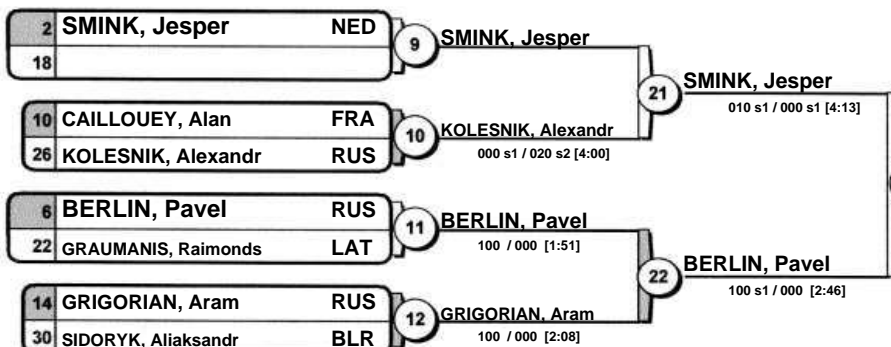 2 SMINK, Jesper NED
18
9
SMINK, Jesper
10 CAILLOUEY, Alan FRA
26 KOLESNIK, Alexandr RUS
10
KOLESNIK, Alexandr
000 s1 / 020 s2 [4:00]
21
SMINK, Jesper
010 s1 / 000 s1 [4:13]
6 BERLIN, Pavel RUS
22 GRAUMANIS, Raimonds LAT
11
BERLIN, Pavel
100 / 000 [1:51]
14 GRIGORIAN, Aram RUS
30 SIDORYK, Aliaksandr BLR
12
GRIGORIAN, Aram
100 / 000 [2:08]
22
BERLIN, Pavel
100 s1 / 000 [2:46]